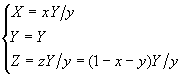 X = xY/y
Y = Y
Z = zY/y = (1 − x − y)Y/y